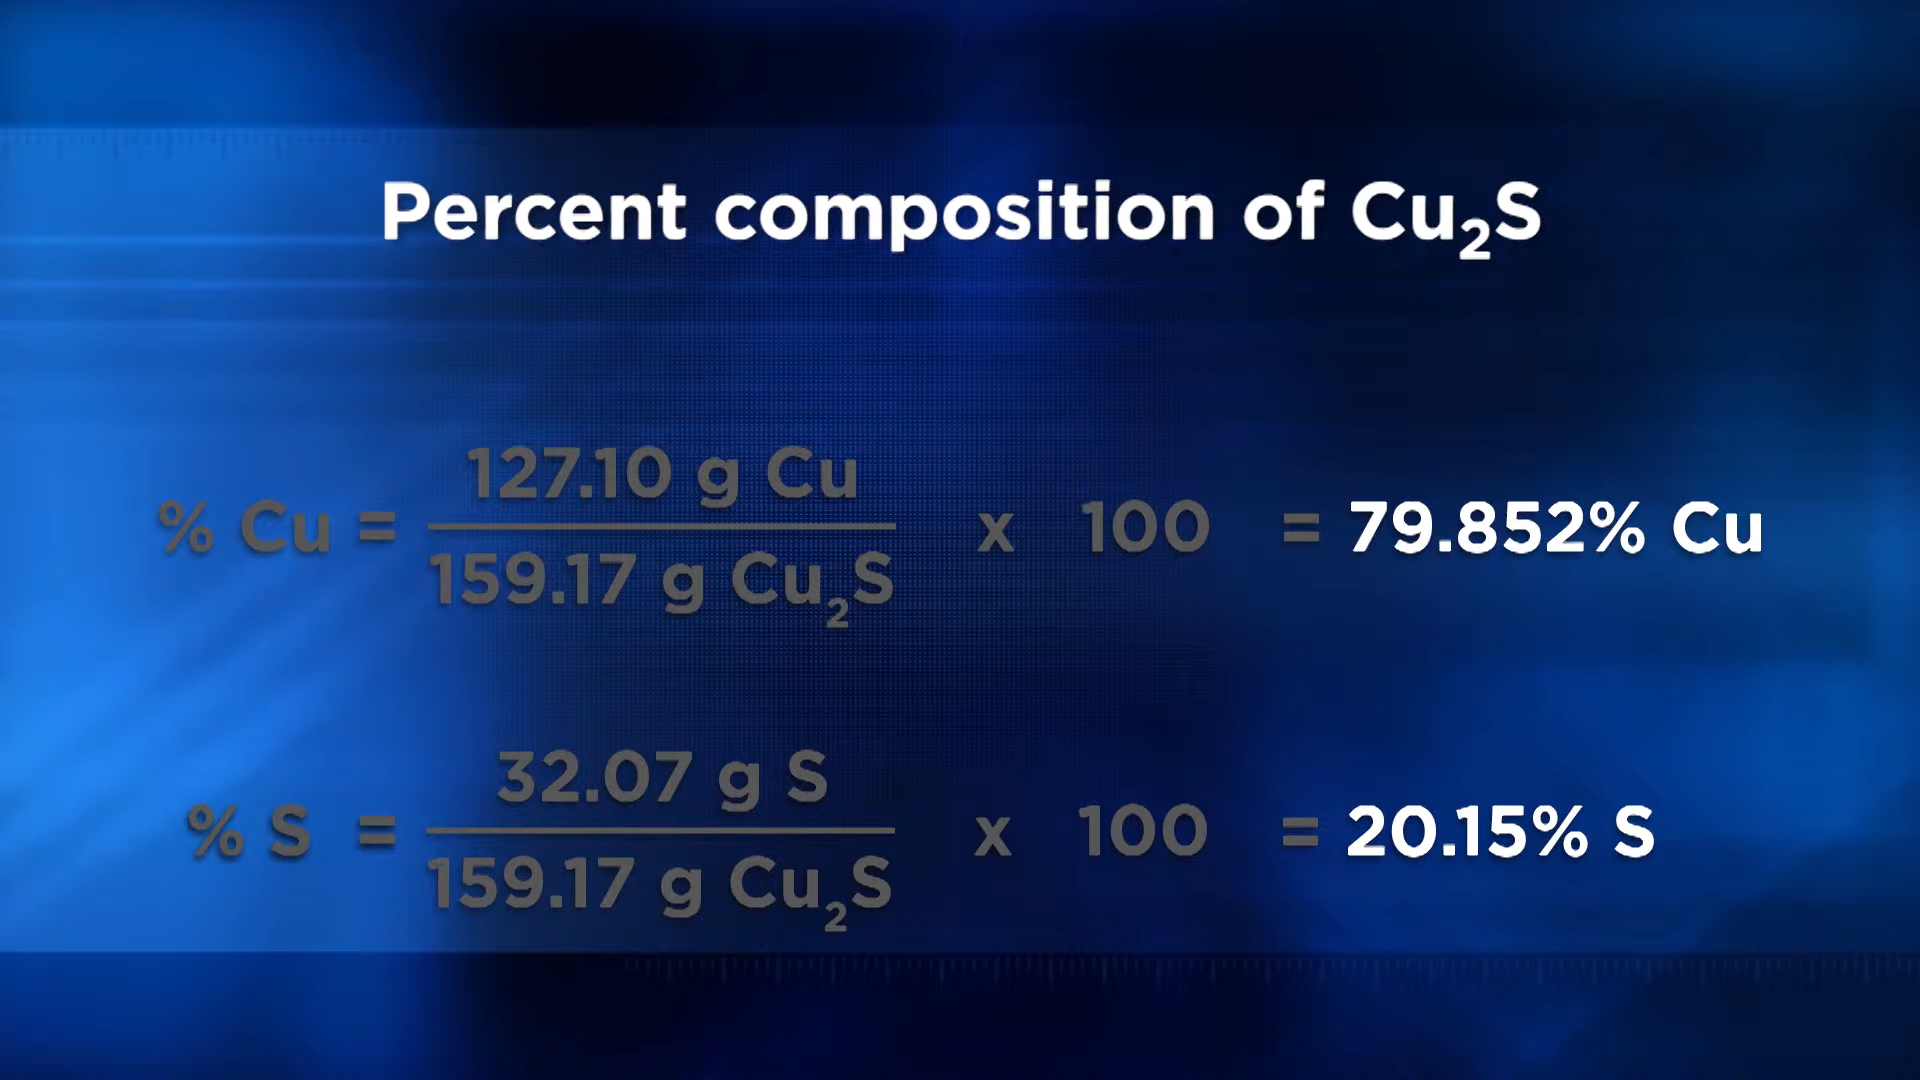 Percent composition of Cu₂S
127.10 g Cu
% Cu = x 100 = 79.852% Cu
159.17 g Cu₂S
32.07 g S
% S = x 100 = 20.15% S
159.17 g Cu₂S